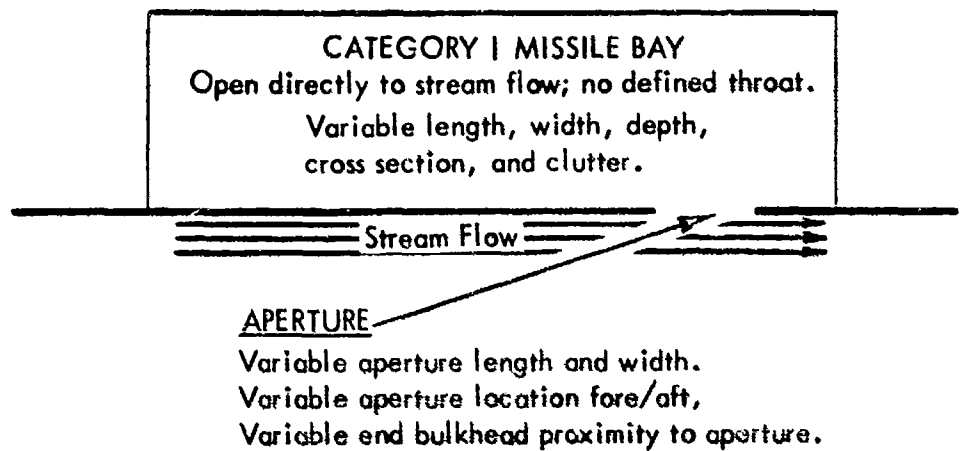 CATEGORY I MISSILE BAY
Open directly to stream flow; no defined throat.
Variable length, width, depth,
cross section, and clutter.
Stream Flow
APERTURE
Variable aperture length and width.
Variable aperture location fore/aft,
Variable end bulkhead proximity to aperture.